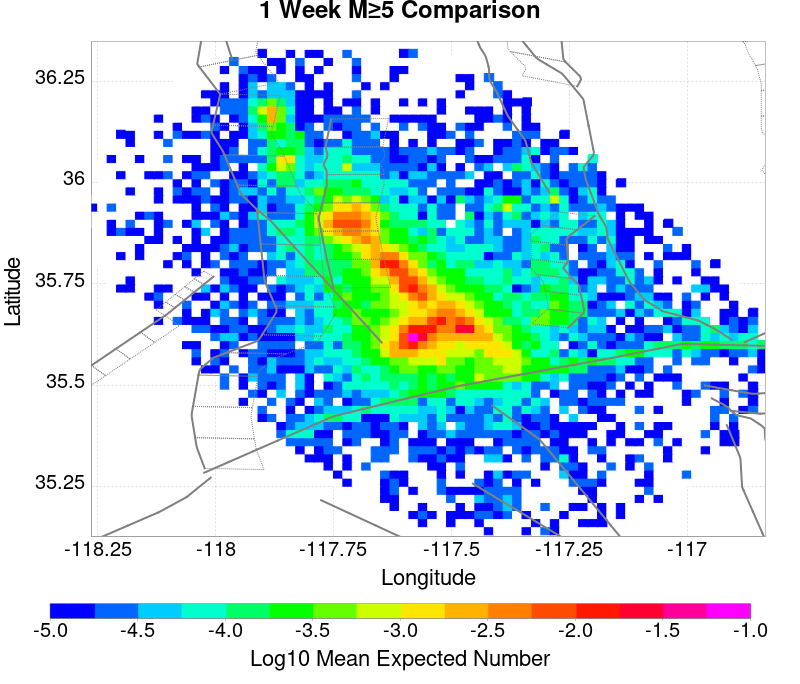 1 Week M≥5 Comparison
36.25
36
35.75
35.5
35.25
Latitude
-118.25 -118 -117.75 -117.5 -117.25 -117
Longitude
-5.0 -4.5 -4.0 -3.5 -3.0 -2.5 -2.0 -1.5 -1.0
Log10 Mean Expected Number